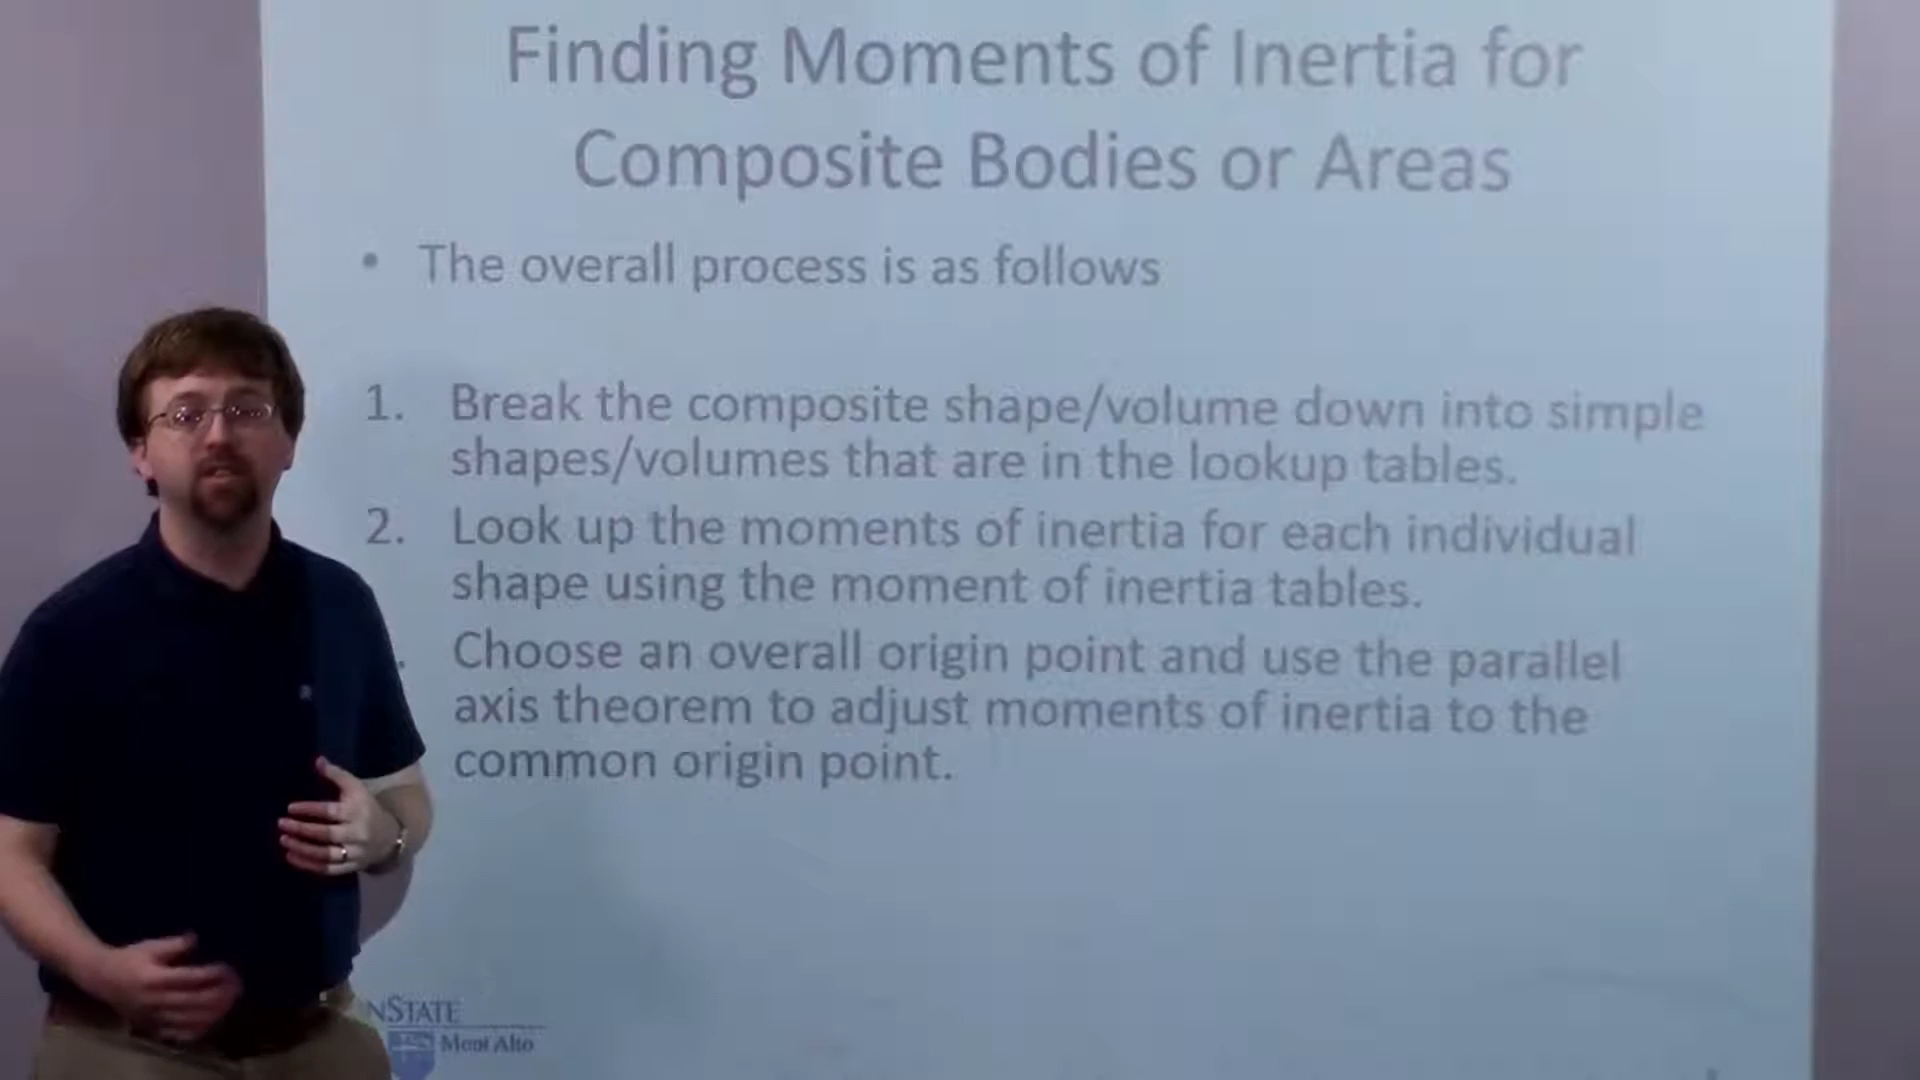 Finding Moments of Inertia for
Composite Bodies or Areas
• The overall process is as follows
1. Break the composite shape/volume down into simple
shapes/volumes that are in the lookup tables.
2. Look up the moments of inertia for each individual
shape using the moment of inertia tables.
. Choose an overall origin point and use the parallel
axis theorem to adjust moments of inertia to the
common origin point.
NSTATE
Mont Alto